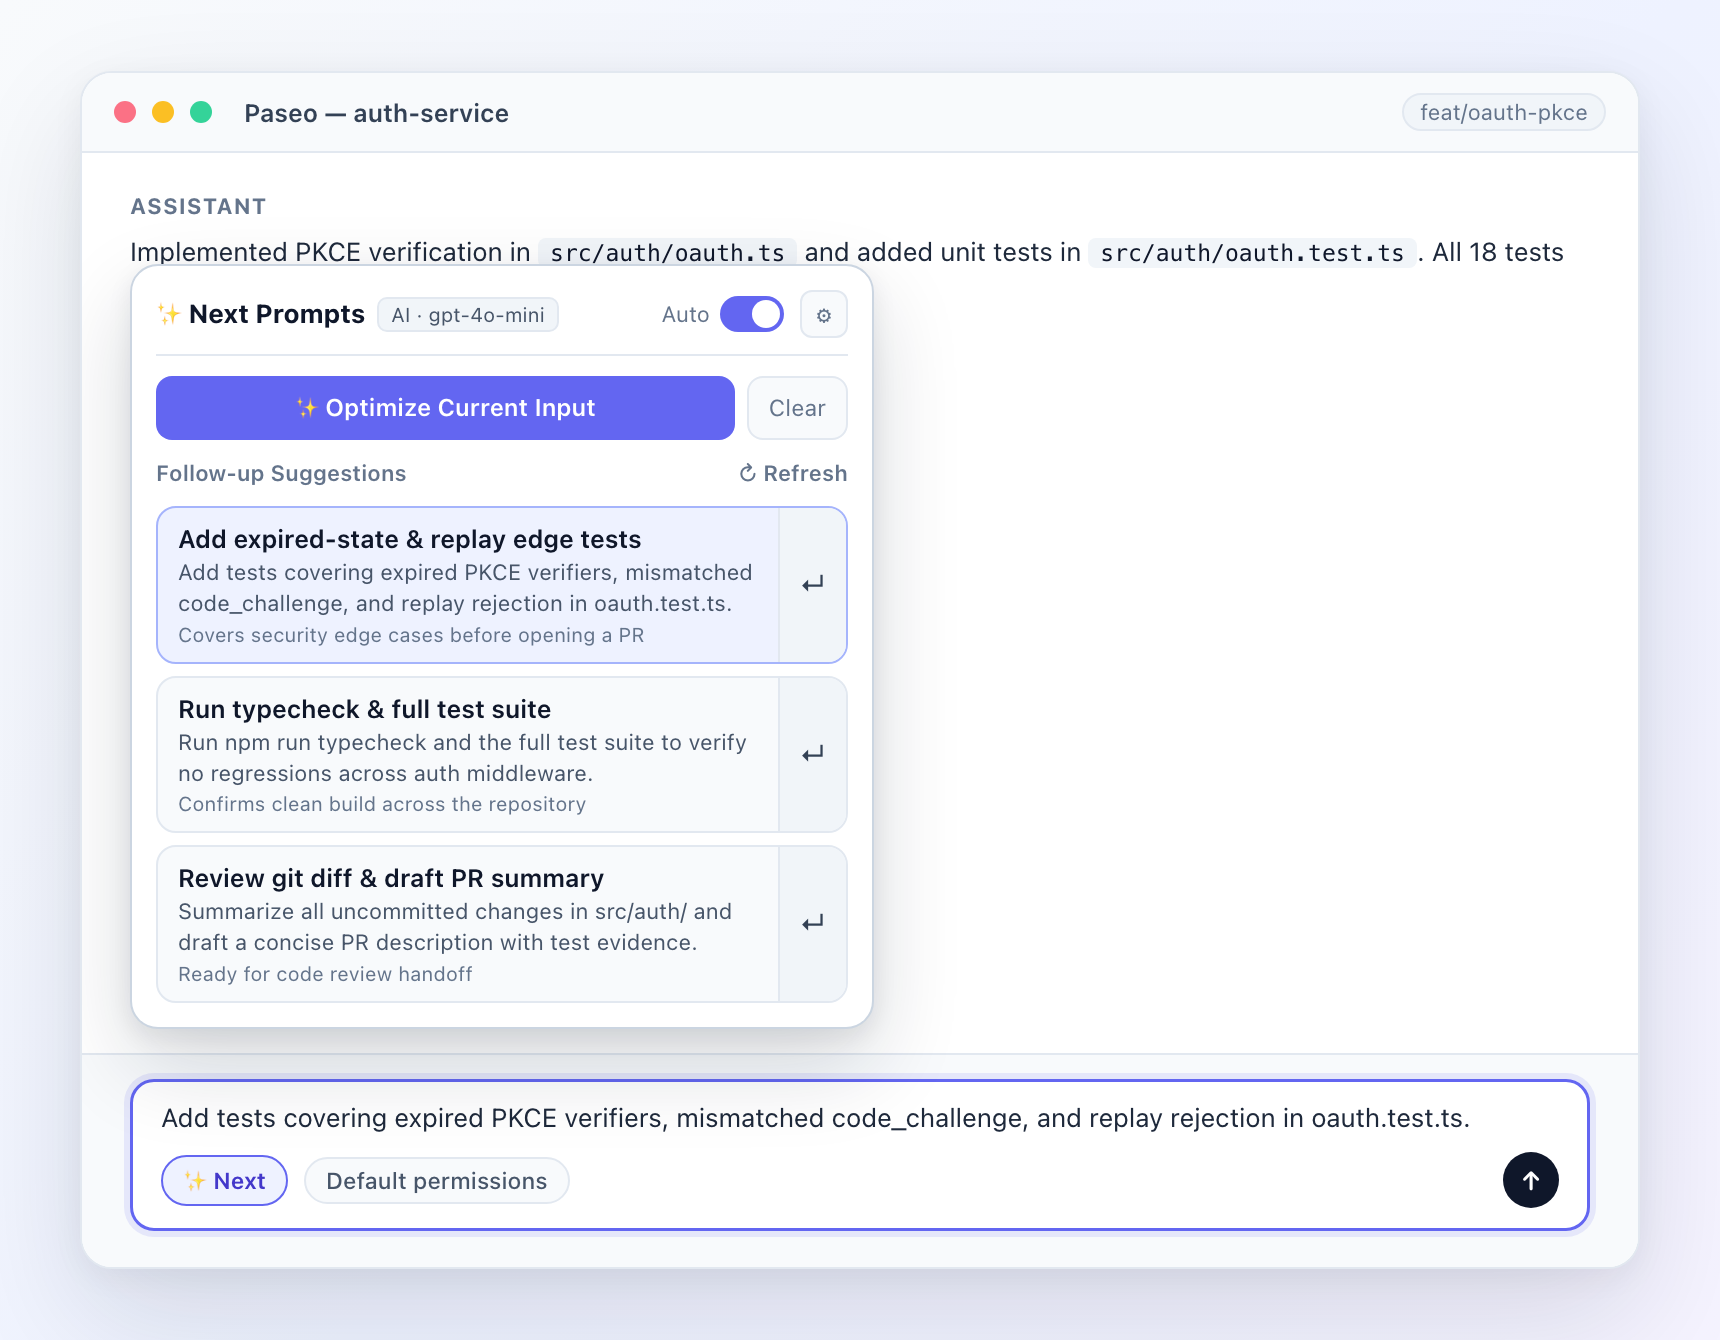 Paseo — auth-service
feat/oauth-pkce
ASSISTANT
Implemented PKCE verification in src/auth/oauth.ts and added unit tests in src/auth/oauth.test.ts. All 18 tests
✨ Next Prompts
AI · gpt-4o-mini
Auto
⚙
✨ Optimize Current Input
Clear
Follow-up Suggestions
↻ Refresh
Add expired-state & replay edge tests
Add tests covering expired PKCE verifiers, mismatched
code_challenge, and replay rejection in oauth.test.ts.
Covers security edge cases before opening a PR
↵
Run typecheck & full test suite
Run npm run typecheck and the full test suite to verify
no regressions across auth middleware.
Confirms clean build across the repository
↵
Review git diff & draft PR summary
Summarize all uncommitted changes in src/auth/ and
draft a concise PR description with test evidence.
Ready for code review handoff
↵
Add tests covering expired PKCE verifiers, mismatched code_challenge, and replay rejection in oauth.test.ts.
✨ Next
Default permissions
↑